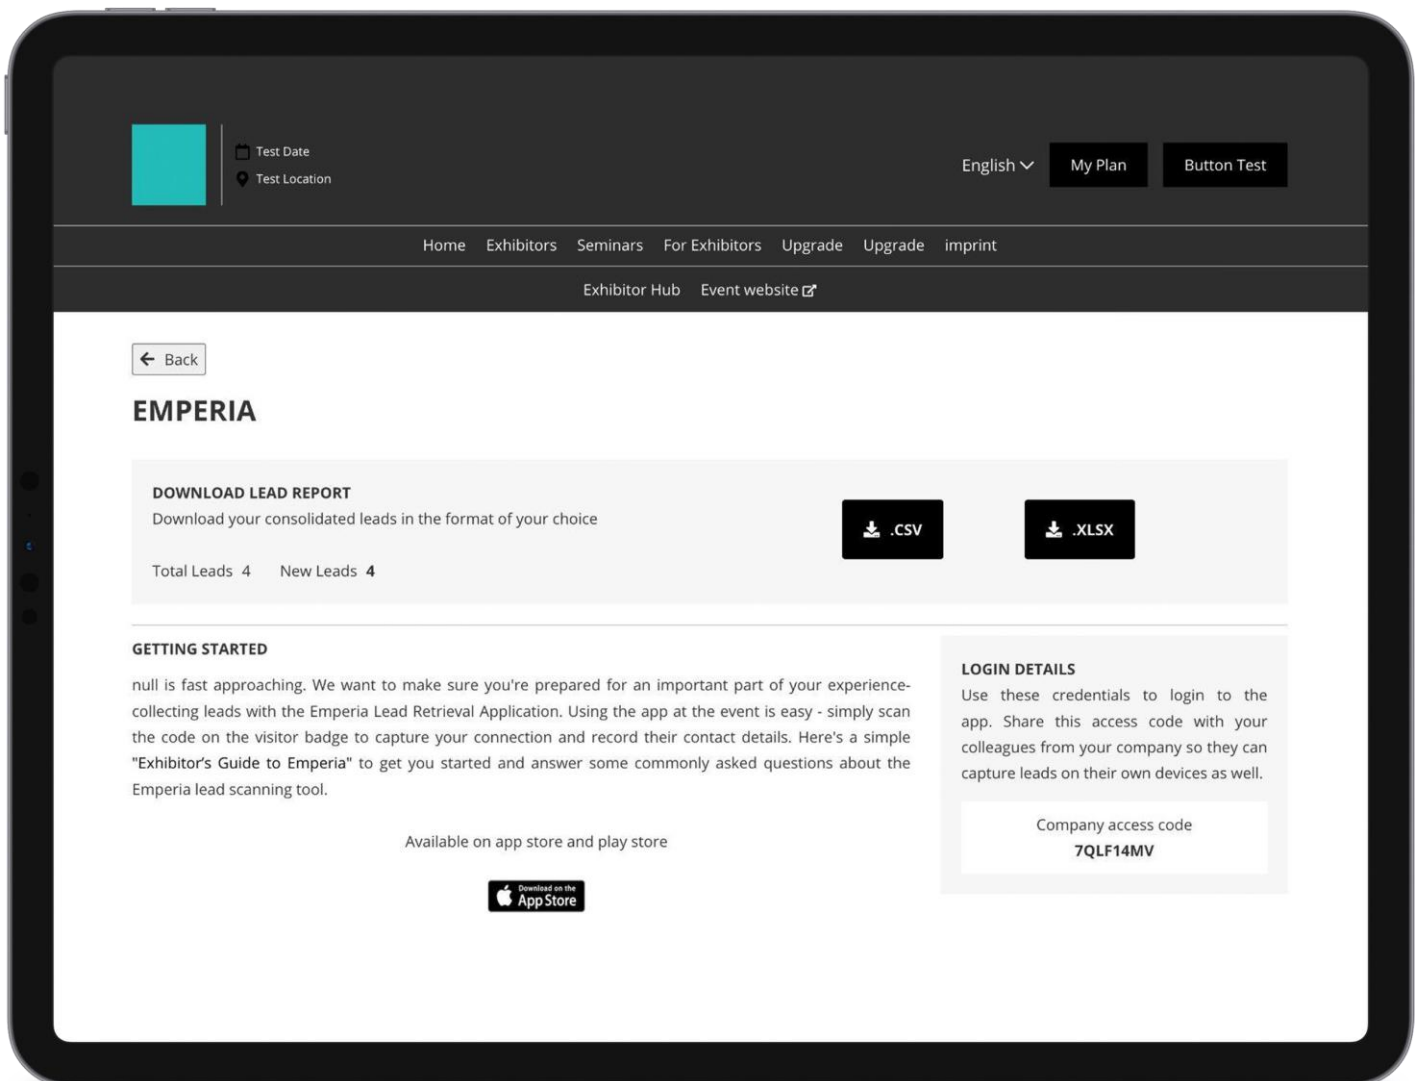 Test Date
Test Location
English
My Plan
Button Test
Home Exhibitors Seminars For Exhibitors Upgrade Upgrade imprint
Exhibitor Hub Event website
Back
EMPERIA
DOWNLOAD LEAD REPORT
Download your consolidated leads in the format of your choice
.CSV
.XLSX
Total Leads 4 New Leads 4
GETTING STARTED
null is fast approaching. We want to make sure you're prepared for an important part of your experience-
collecting leads with the Emperia Lead Retrieval Application. Using the app at the event is easy - simply scan
the code on the visitor badge to capture your connection and record their contact details. Here's a simple
"Exhibitor's Guide to Emperia" to get you started and answer some commonly asked questions about the
Emperia lead scanning tool.
Available on app store and play store
Download on the
App Store
LOGIN DETAILS
Use these credentials to login to the
app. Share this access code with your
colleagues from your company so they can
capture leads on their own devices as well.
Company access code
7QLF14MV